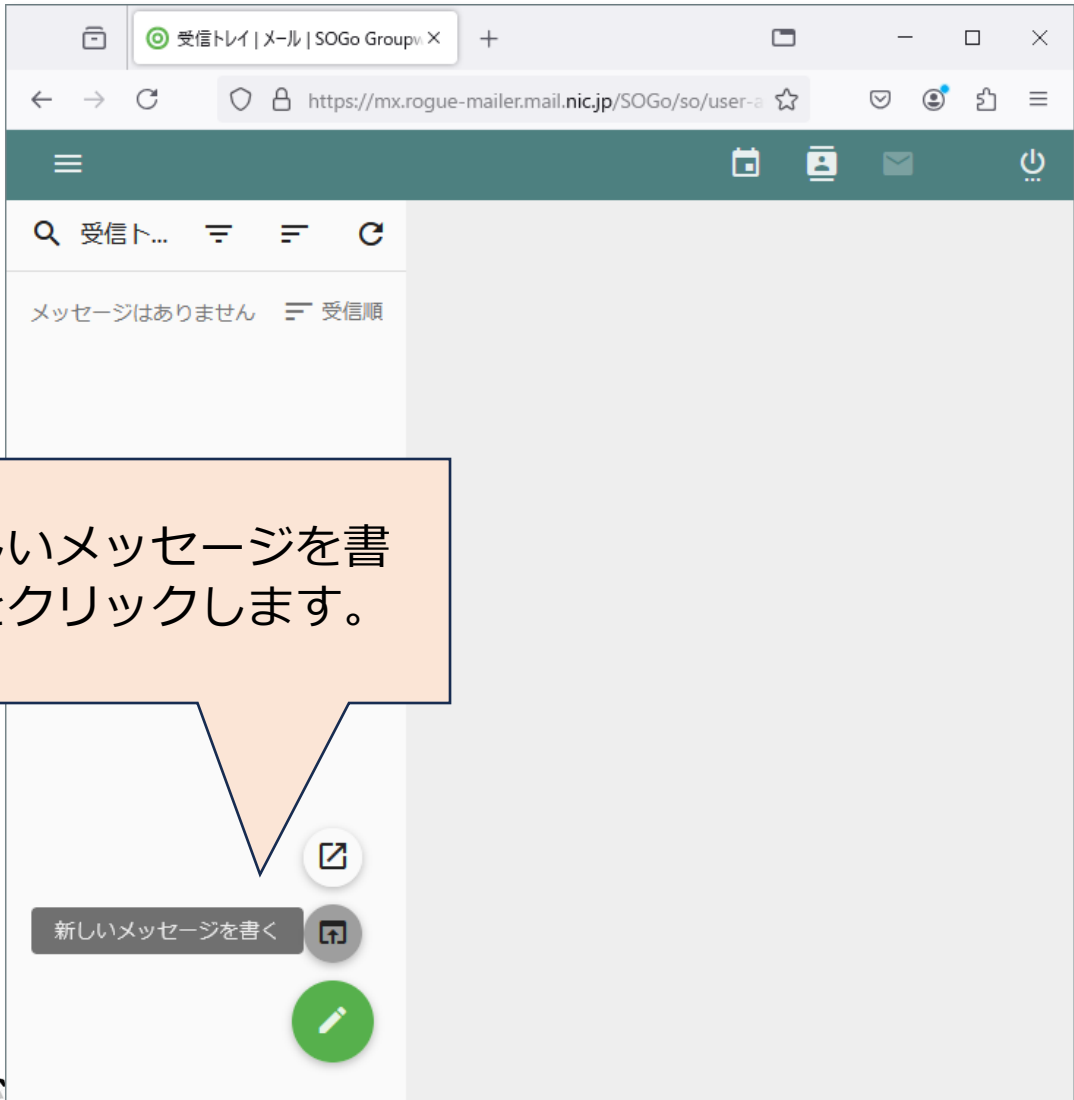 受信トレイ | メール | SOGo Groupw
https://mx.rogue-mailer.mail.nic.jp/SOGo/so/user-a
受信ト...
メッセージはありません 受信順
いメッセージを書
クリックします。
新しいメッセージを書く